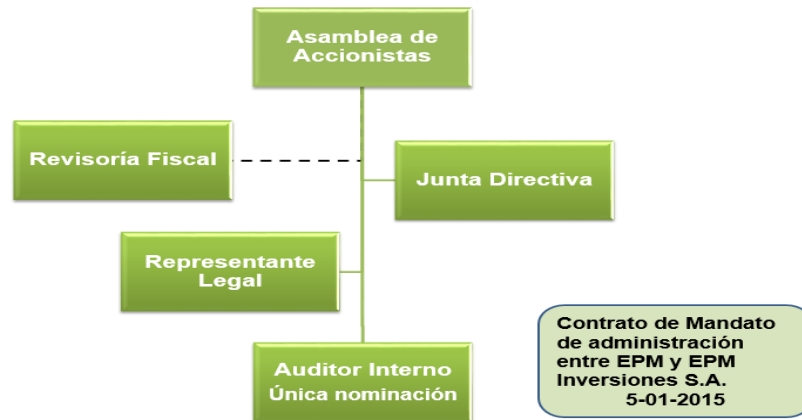 Asamblea de
Accionistas
Revisoría Fiscal
Junta Directiva
Representante
Legal
Auditor Interno
Única nominación
Contrato de Mandato
de administración
entre EPM y EPM
Inversiones S.A.
5-01-2015